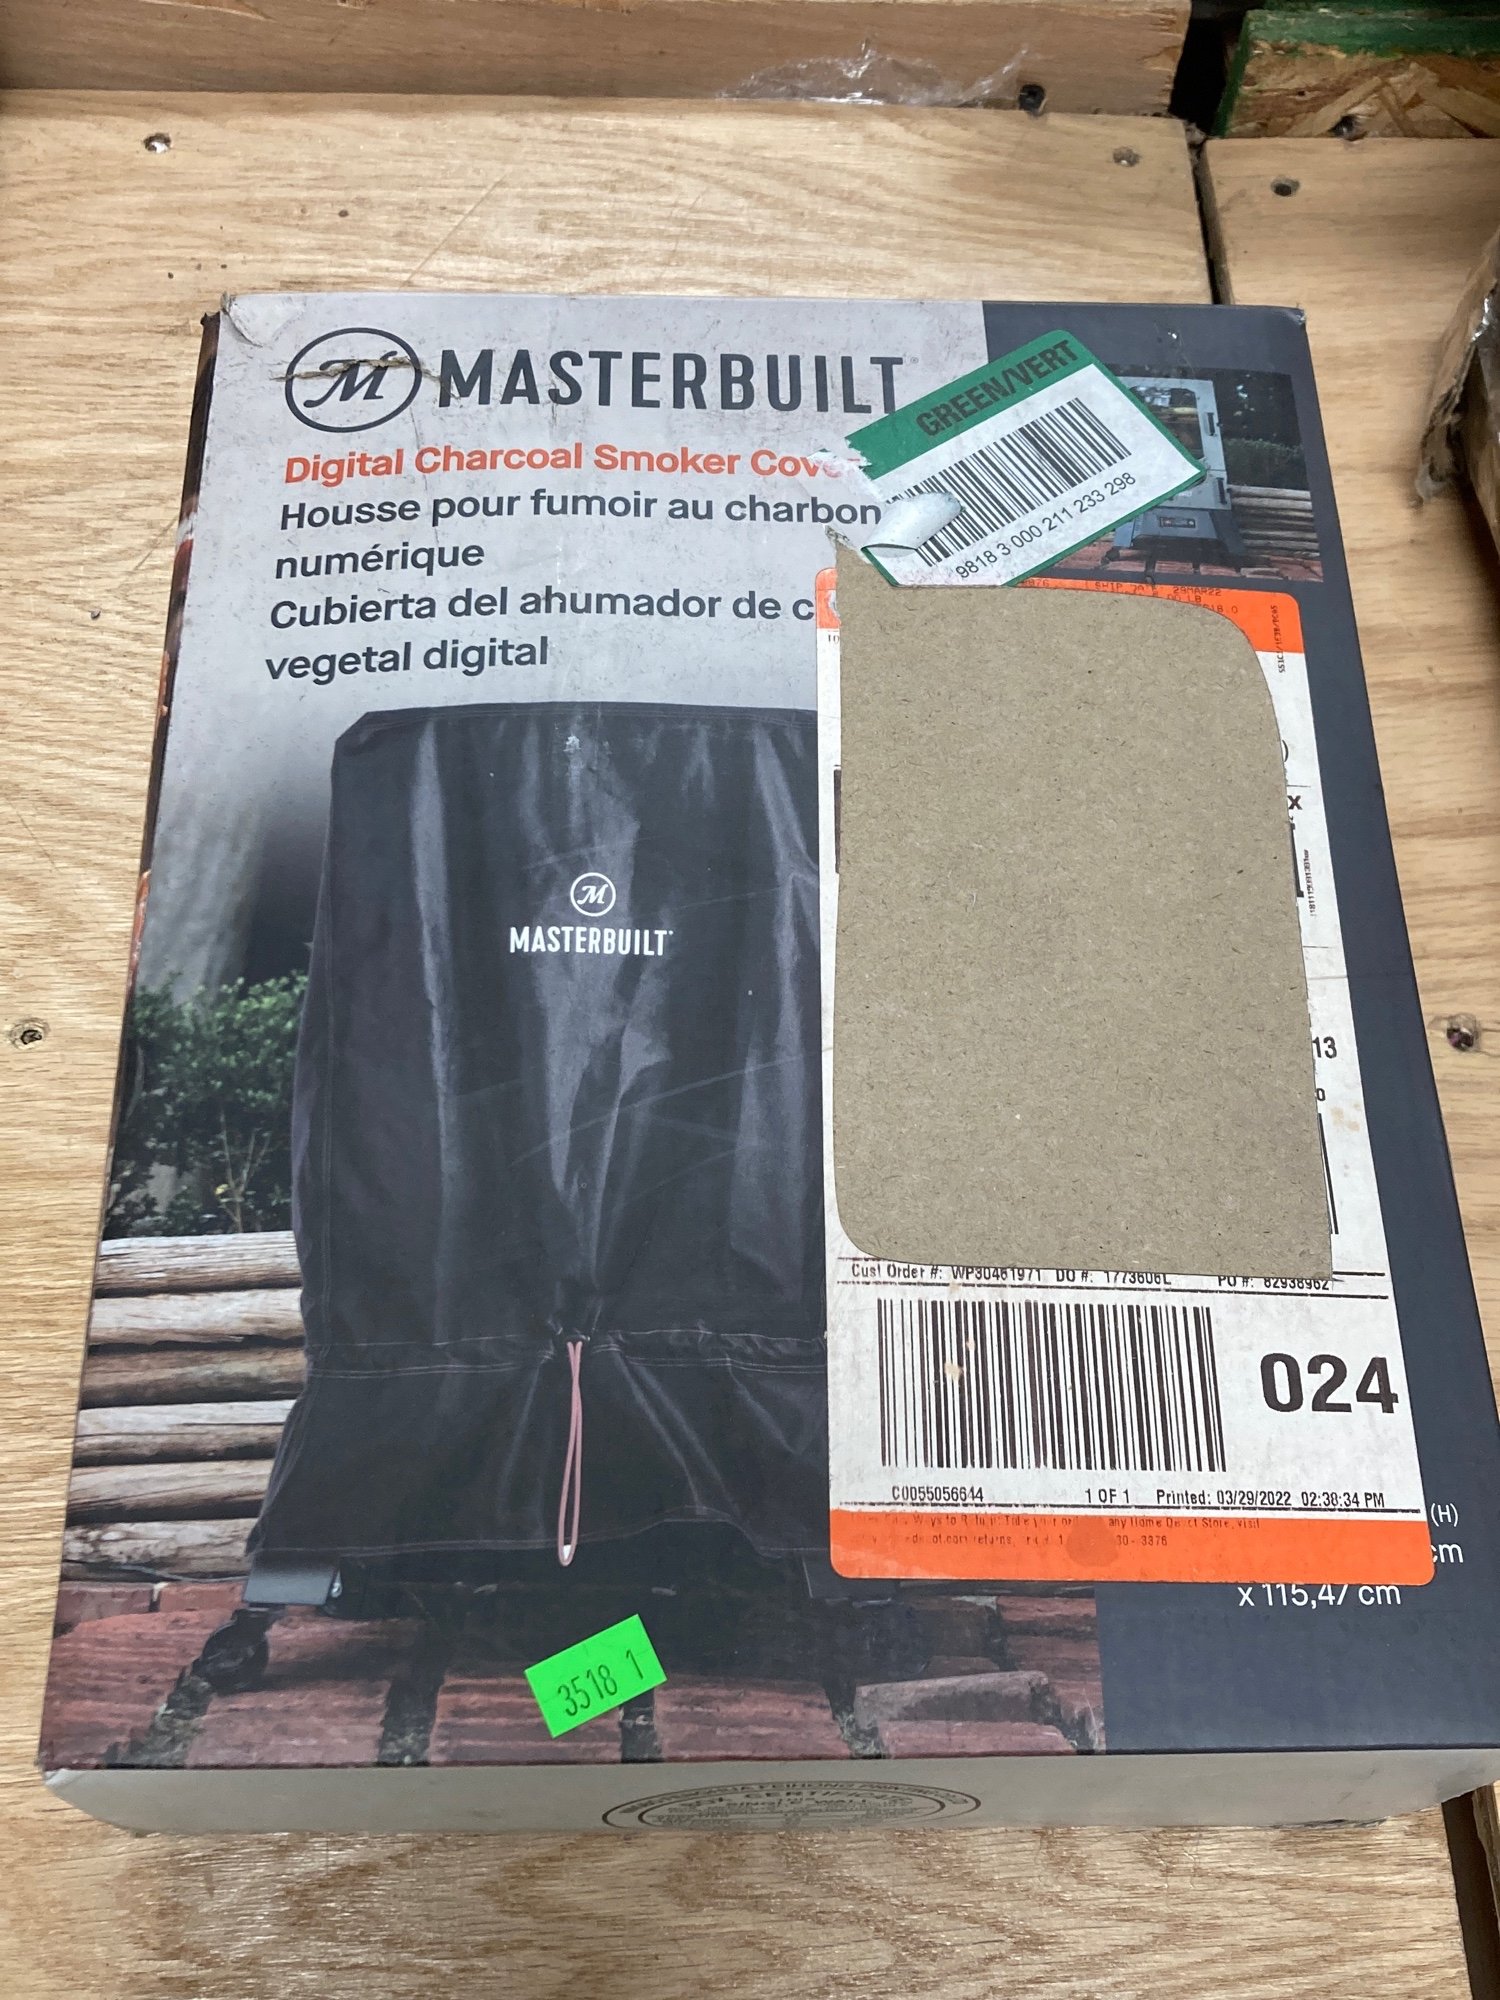 M MASTERBUILT
Digital Charcoal Smoker Cove
Housse pour fumoir au charbon
numérique
Cubierta del ahumador de c
vegetal digital
GREEN/VERT
9818 3 000 211 233 298
29MAR22
x
13
M
MASTERBUILT
Cust Order #: WP30461971 DO #: 1773606L PO #: 82938962
024
C0055056644 1 OF 1 Printed: 03/29/2022 02:38:34 PM
(H)
cm
x 115,47 cm
3518 1